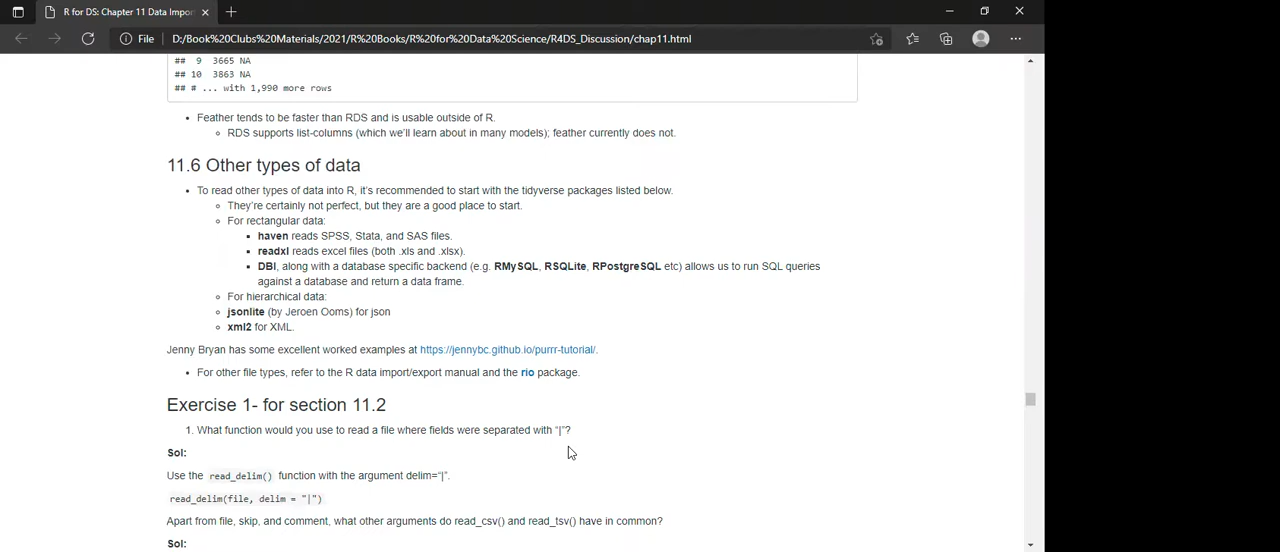 R for DS: Chapter 11 Data Impor
File D:/Book%20Clubs%20Materials/2021/R%20Books/R%20for%20Data%20Science/R4DS_Discussion/chap11.html
## 9 3665 NA
## 10 3863 NA
## # ... with 1,990 more rows
• Feather tends to be faster than RDS and is usable outside of R.
◦ RDS supports list-columns (which we'll learn about in many models); feather currently does not.
11.6 Other types of data
• To read other types of data into R, it's recommended to start with the tidyverse packages listed below.
◦ They're certainly not perfect, but they are a good place to start.
◦ For rectangular data:
▪ haven reads SPSS, Stata, and SAS files.
▪ readxl reads excel files (both .xls and .xlsx).
▪ DBI, along with a database specific backend (e.g. RMySQL, RSQLite, RPostgreSQL etc) allows us to run SQL queries
against a database and return a data frame.
◦ For hierarchical data:
◦ jsonlite (by Jeroen Ooms) for json
◦ xml2 for XML.
Jenny Bryan has some excellent worked examples at https://jennybc.github.io/purrr-tutorial/.
• For other file types, refer to the R data import/export manual and the rio package.
Exercise 1- for section 11.2
1. What function would you use to read a file where fields were separated with “|”?
Sol:
Use the read_delim() function with the argument delim=“|”.
read_delim(file, delim = "|")
Apart from file, skip, and comment, what other arguments do read_csv() and read_tsv() have in common?
Sol: